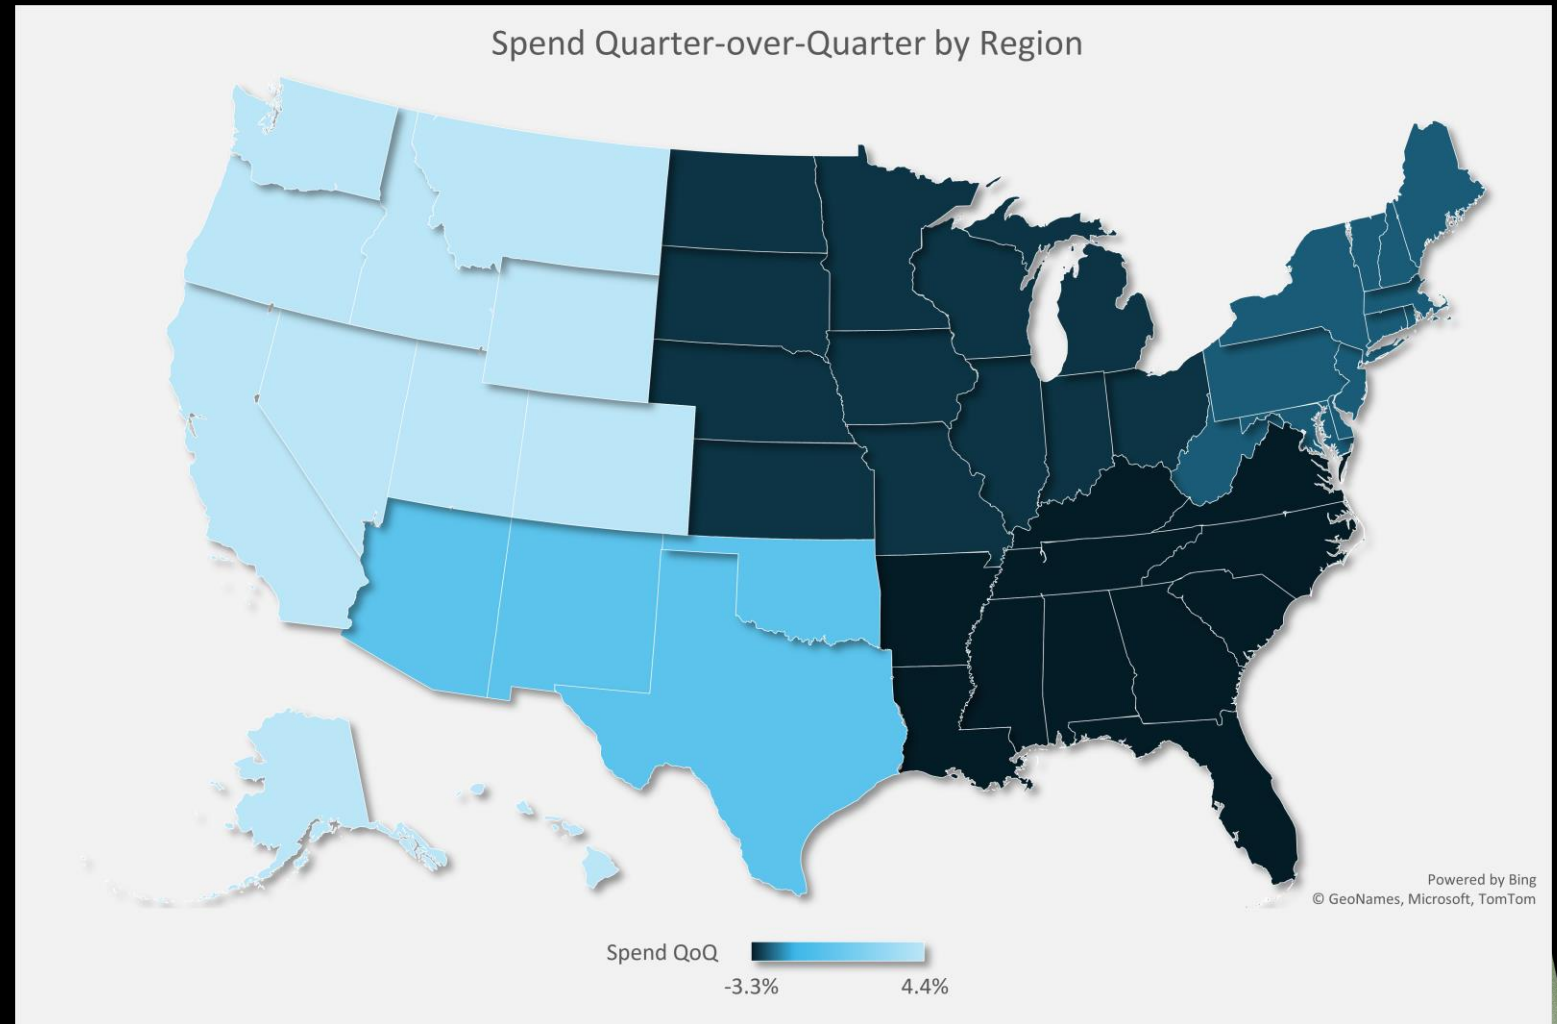 Spend Quarter-over-Quarter by Region
Powered by Bing
© GeoNames, Microsoft, TomTom
Spend QoQ
-3.3% 4.4%